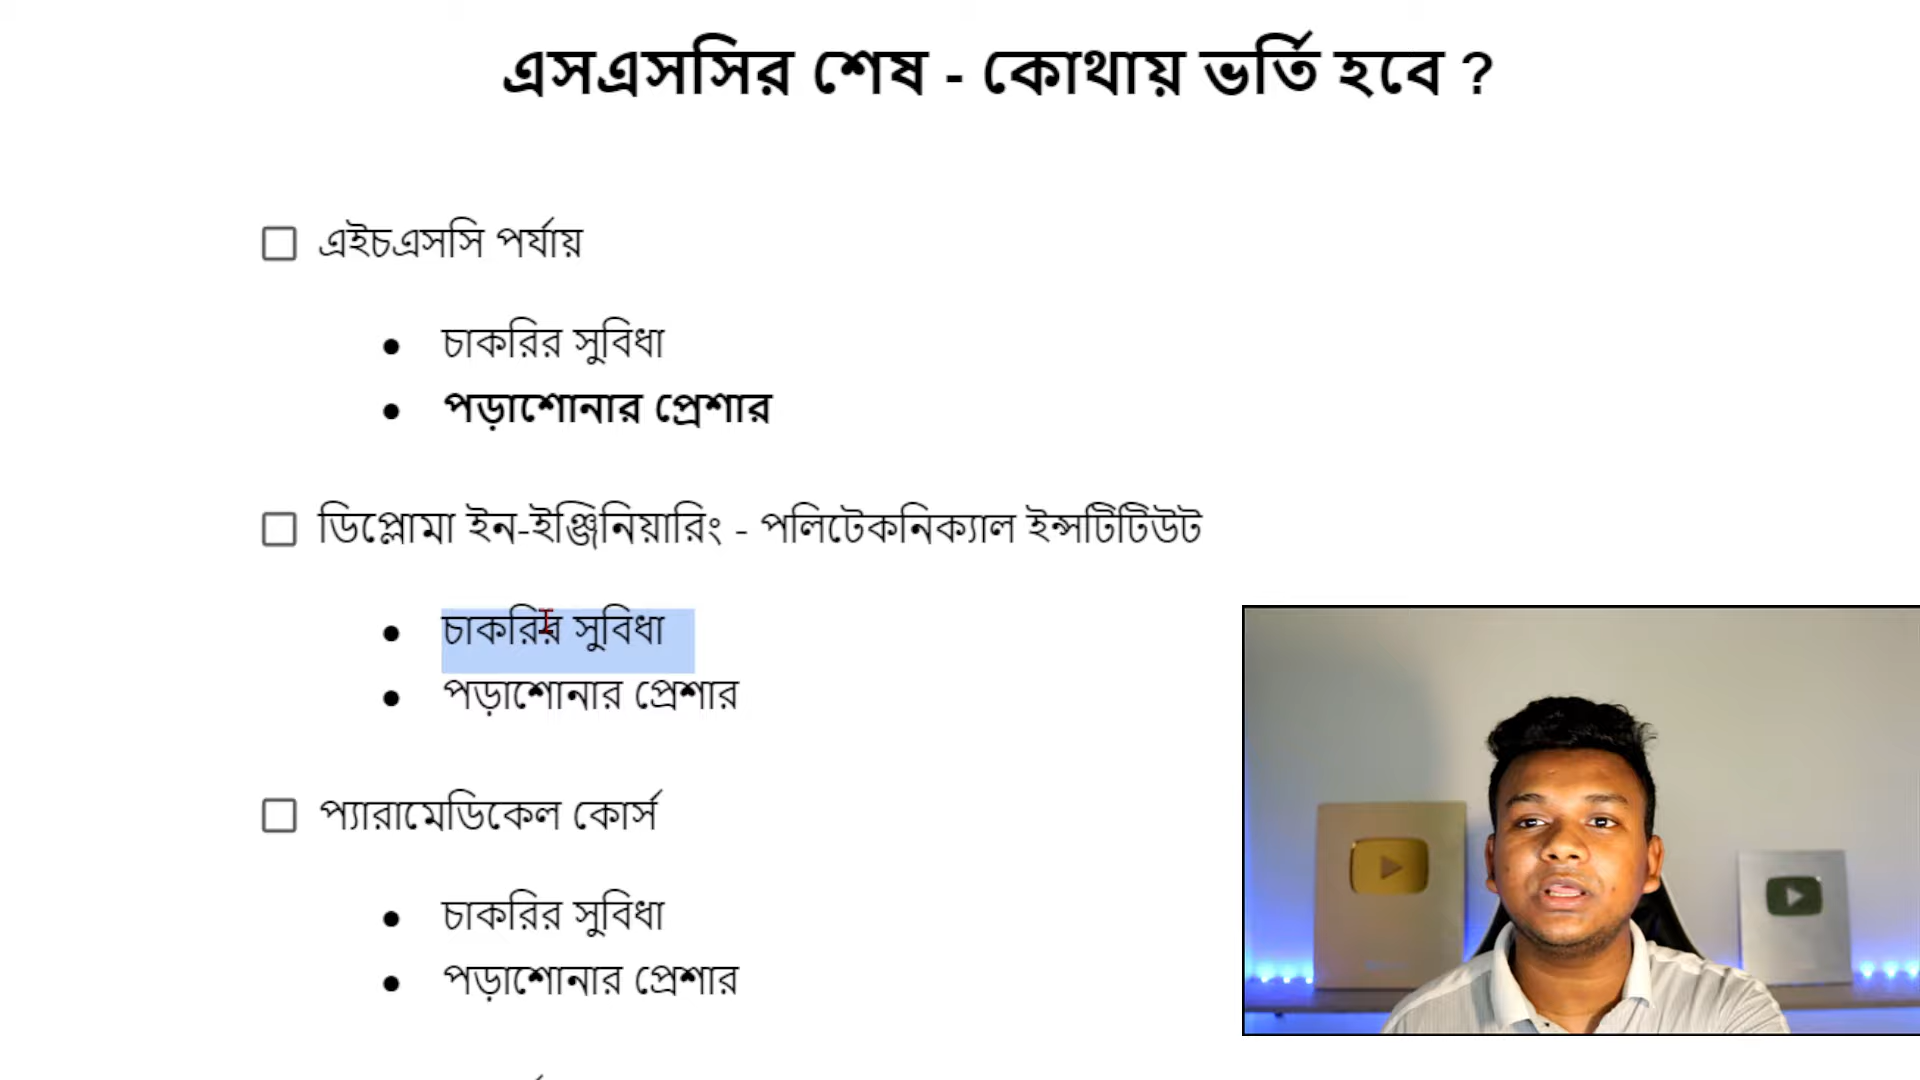 এসএসসির শেষ - কোথায় ভর্তি হবে ?
এইচএসসি পর্যায়
চাকরির সুবিধা
পড়াশোনার প্রেশার
ডিপ্লোমা ইন-ইঞ্জিনিয়ারিং - পলিটেকনিক্যাল ইন্সটিটিউট
চাকরির সুবিধা
পড়াশোনার প্রেশার
প্যারামেডিকেল কোর্স
চাকরির সুবিধা
পড়াশোনার প্রেশার